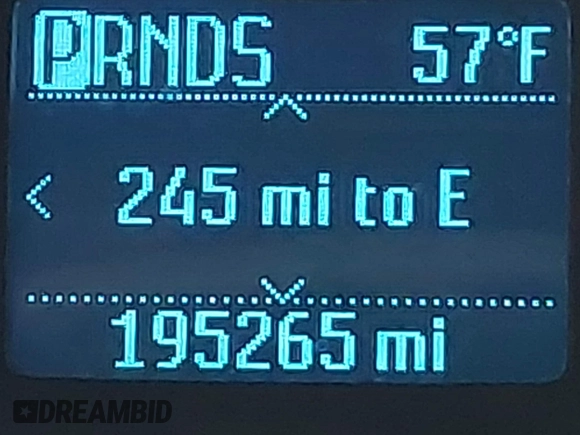 PRNDS 57°F
245 mi to E
195265 mi
DREAMBID